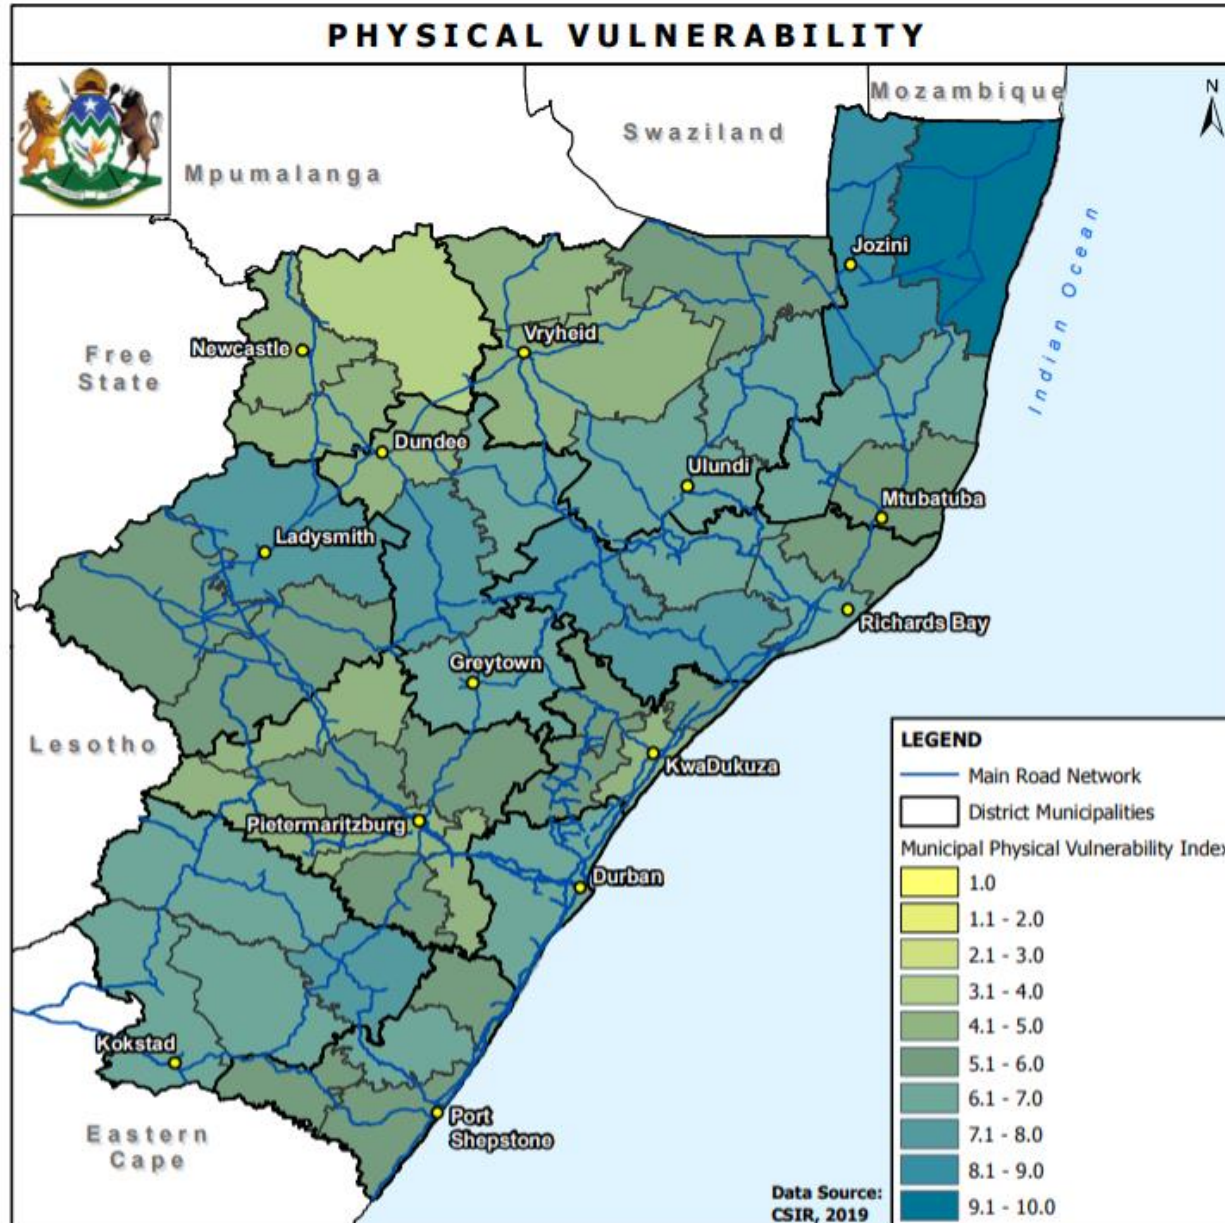 PHYSICAL VULNERABILITY
Mozambique
N
Swaziland
Mpumalanga
Jozini
Indian Ocean
Newcastle
Vryheid
Free
State
Dundee
Ulundi
Mtubatuba
Ladysmith
Richards Bay
Greytown
Lesotho
KwaDukuza
Pietermaritzburg
Durban
Kokstad
Port
Shepstone
Eastern
Cape
LEGEND
Main Road Network
District Municipalities
Municipal Physical Vulnerability Index
1.0
1.1 - 2.0
2.1 - 3.0
3.1 - 4.0
4.1 - 5.0
5.1 - 6.0
6.1 - 7.0
7.1 - 8.0
8.1 - 9.0
9.1 - 10.0
Data Source:
CSIR, 2019